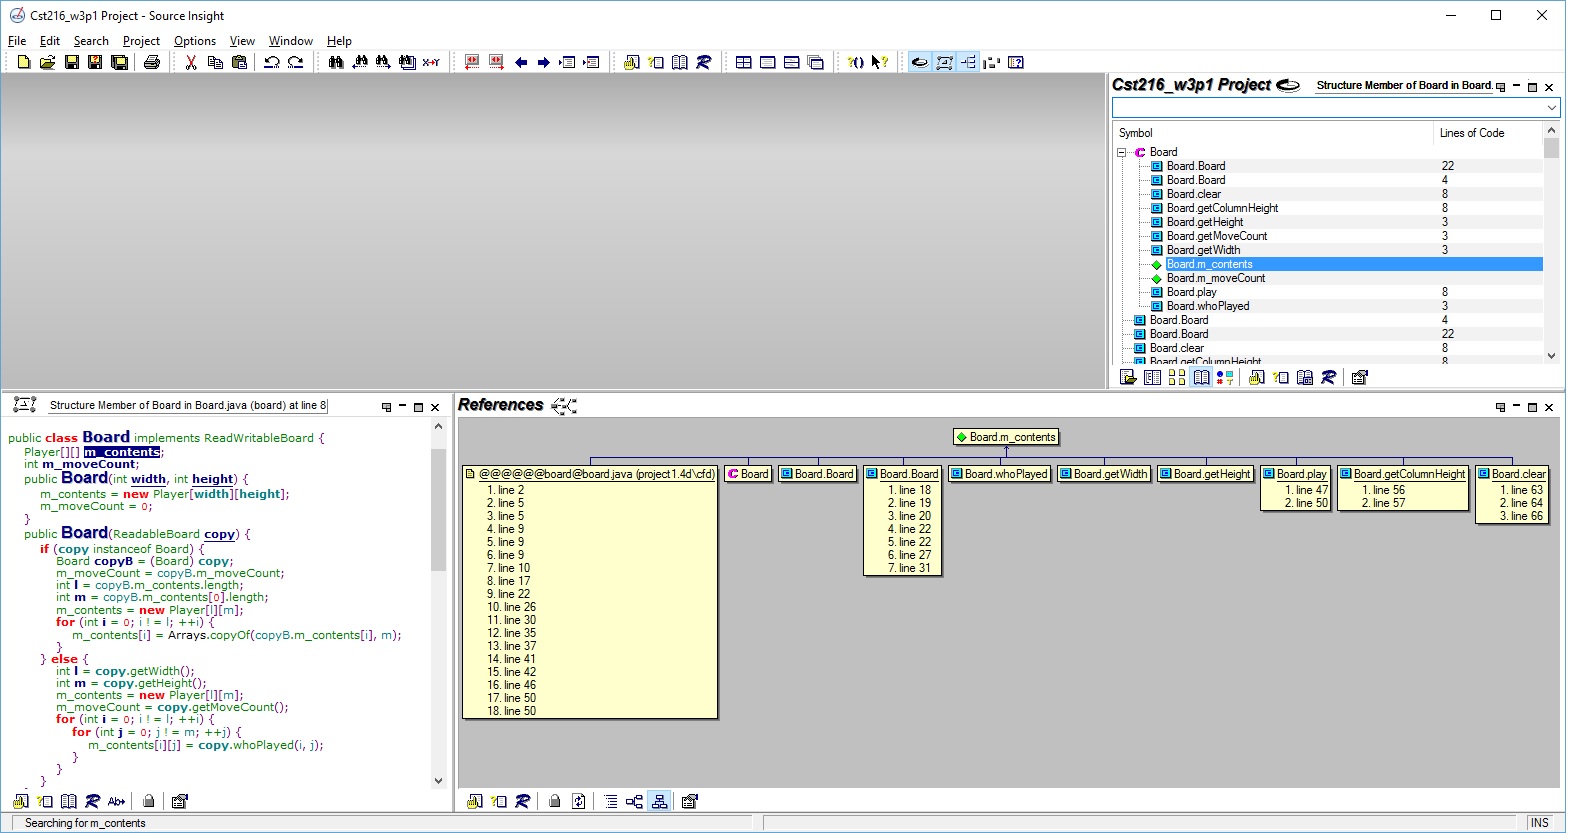 Cst216_w3p1 Project - Source Insight
File Edit Search Project Options View Window Help
Cst216_w3p1 Project
Structure Member of Board in Board.
Symbol Lines of Code
Board
Board.Board 22
Board.Board 4
Board.clear 8
Board.getColumnHeight 8
Board.getHeight 3
Board.getMoveCount 3
Board.getWidth 3
Board.m_contents
Board.m_moveCount
Board.play 8
Board.whoPlayed 3
Board.Board 4
Board.Board 22
Board.clear 8
Board.getColumnHeight 8
Structure Member of Board in Board.java (board) at line 8
public class Board implements ReadWritableBoard {
Player[][] m_contents;
int m_moveCount;
public Board(int width, int height) {
m_contents = new Player[width][height];
m_moveCount = 0;
}
public Board(ReadableBoard copy) {
if (copy instanceof Board) {
Board copyB = (Board) copy;
m_moveCount = copyB.m_moveCount;
int l = copyB.m_contents.length;
int m = copyB.m_contents[0].length;
m_contents = new Player[l][m];
for (int i = 0; i != l; ++i) {
m_contents[i] = Arrays.copyOf(copyB.m_contents[i], m);
}
} else {
int l = copy.getWidth();
int m = copy.getHeight();
m_contents = new Player[l][m];
m_moveCount = copy.getMoveCount();
for (int i = 0; i != l; ++i) {
for (int j = 0; j != m; ++j) {
m_contents[i][j] = copy.whoPlayed(i, j);
}
}
}
References
Board.m_contents
@@@@@@board@board.java (project1.4d\cfd)
1. line 2
2. line 5
3. line 5
4. line 9
5. line 9
6. line 9
7. line 10
8. line 17
9. line 22
10. line 26
11. line 30
12. line 35
13. line 37
14. line 41
15. line 42
16. line 46
17. line 50
18. line 50
Board
Board.Board
Board.Board
1. line 18
2. line 19
3. line 20
4. line 22
5. line 22
6. line 27
7. line 31
Board.whoPlayed
Board.getWidth
Board.getHeight
Board.play
1. line 47
2. line 50
Board.getColumnHeight
1. line 56
2. line 57
Board.clear
1. line 63
2. line 64
3. line 66
Searching for m_contents
INS